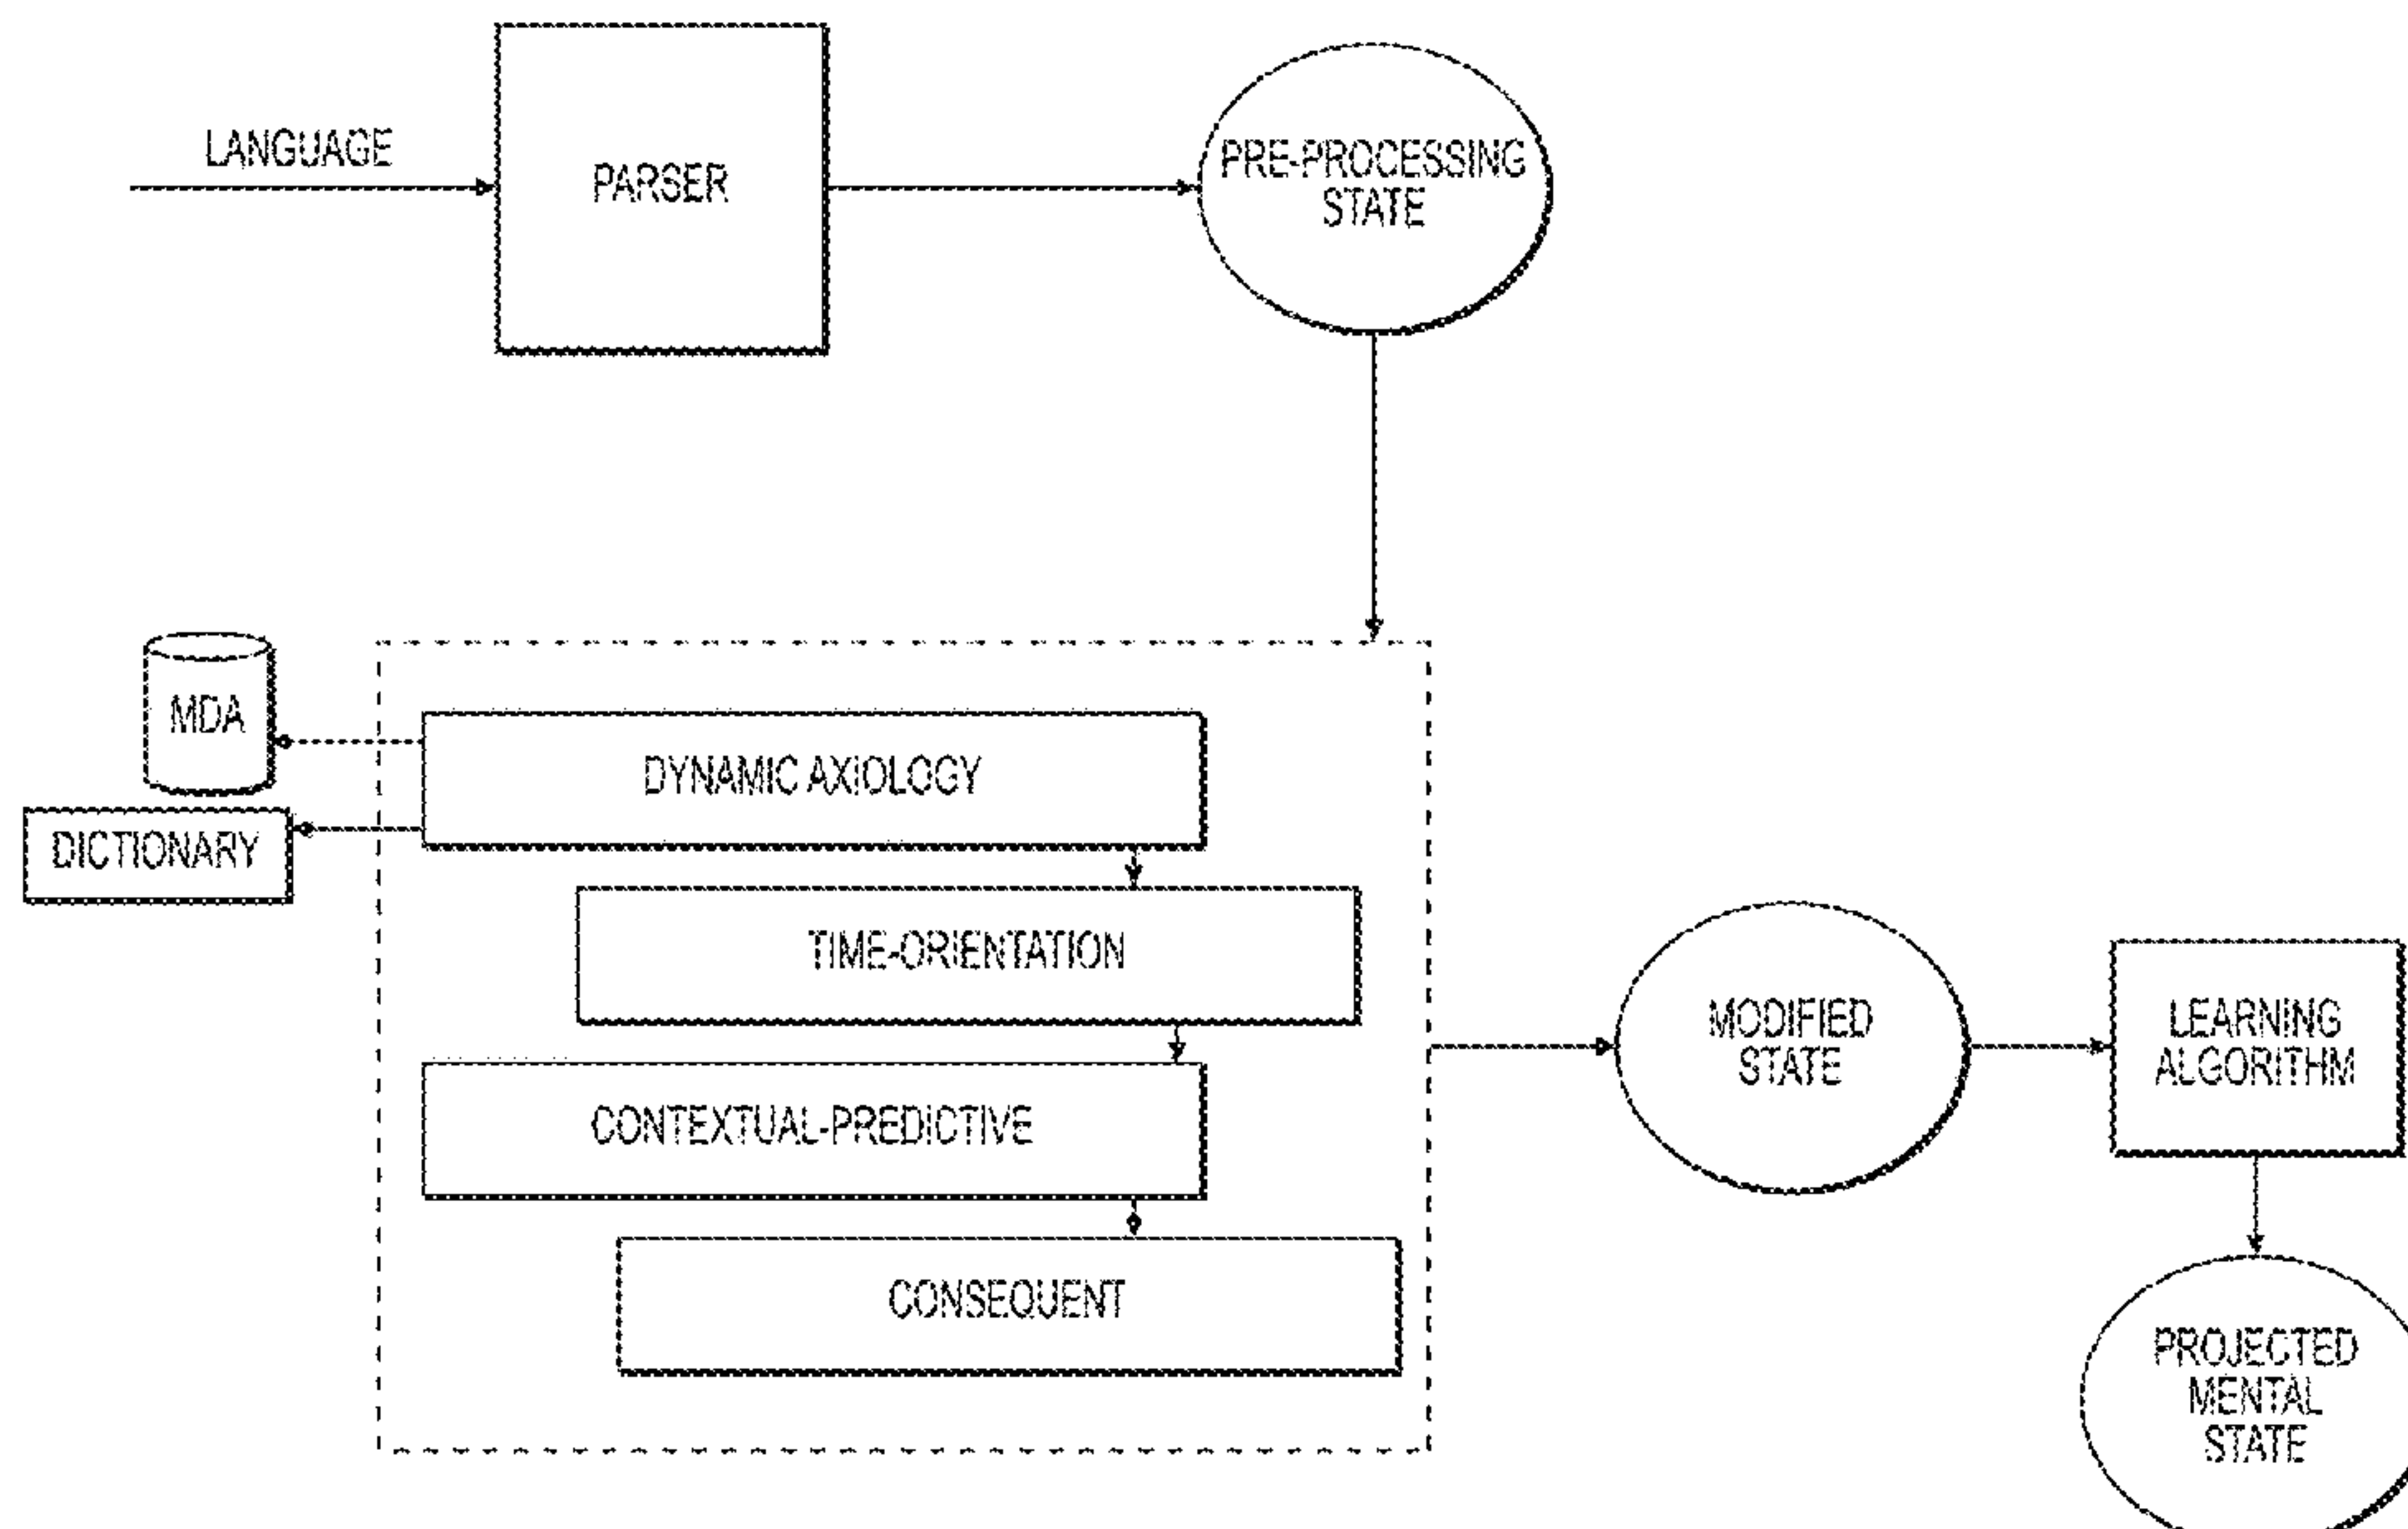 LANGUAGE
PARSER
PRE-PROCESSING
STATE
MDA
DYNAMIC AXIOLOGY
DICTIONARY
TIME-ORIENTATION
CONTEXTUAL-PREDICTIVE
CONSEQUENT
MODIFIED
STATE
LEARNING
ALGORITHM
PROJECTED
MENTAL
STATE